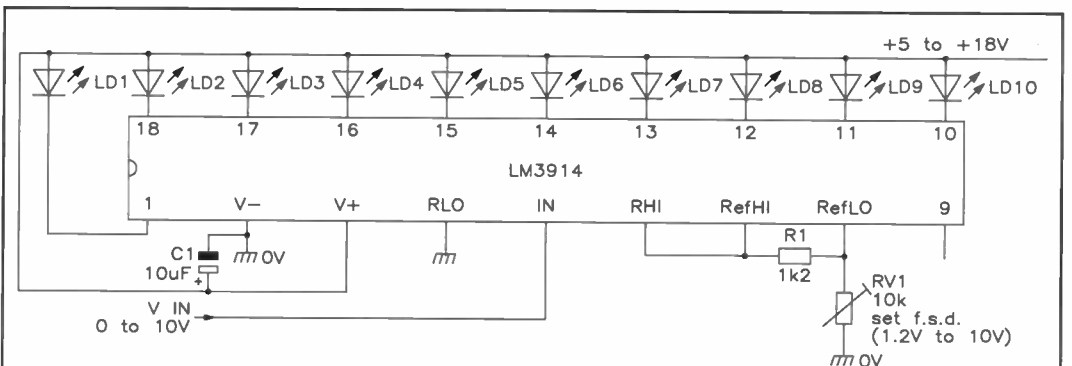 +5 to +18V
LD1 LD2 LD3 LD4 LD5 LD6 LD7 LD8 LD9 LD10
18 17 16 15 14 13 12 11 10
LM3914
1 V− V+ RLO IN RHI RefHI RefLO 9
C1
10uF
+
0V
R1
1k2
V IN
0 to 10V
RV1
10k
set f.s.d.
(1.2V to 10V)
0V